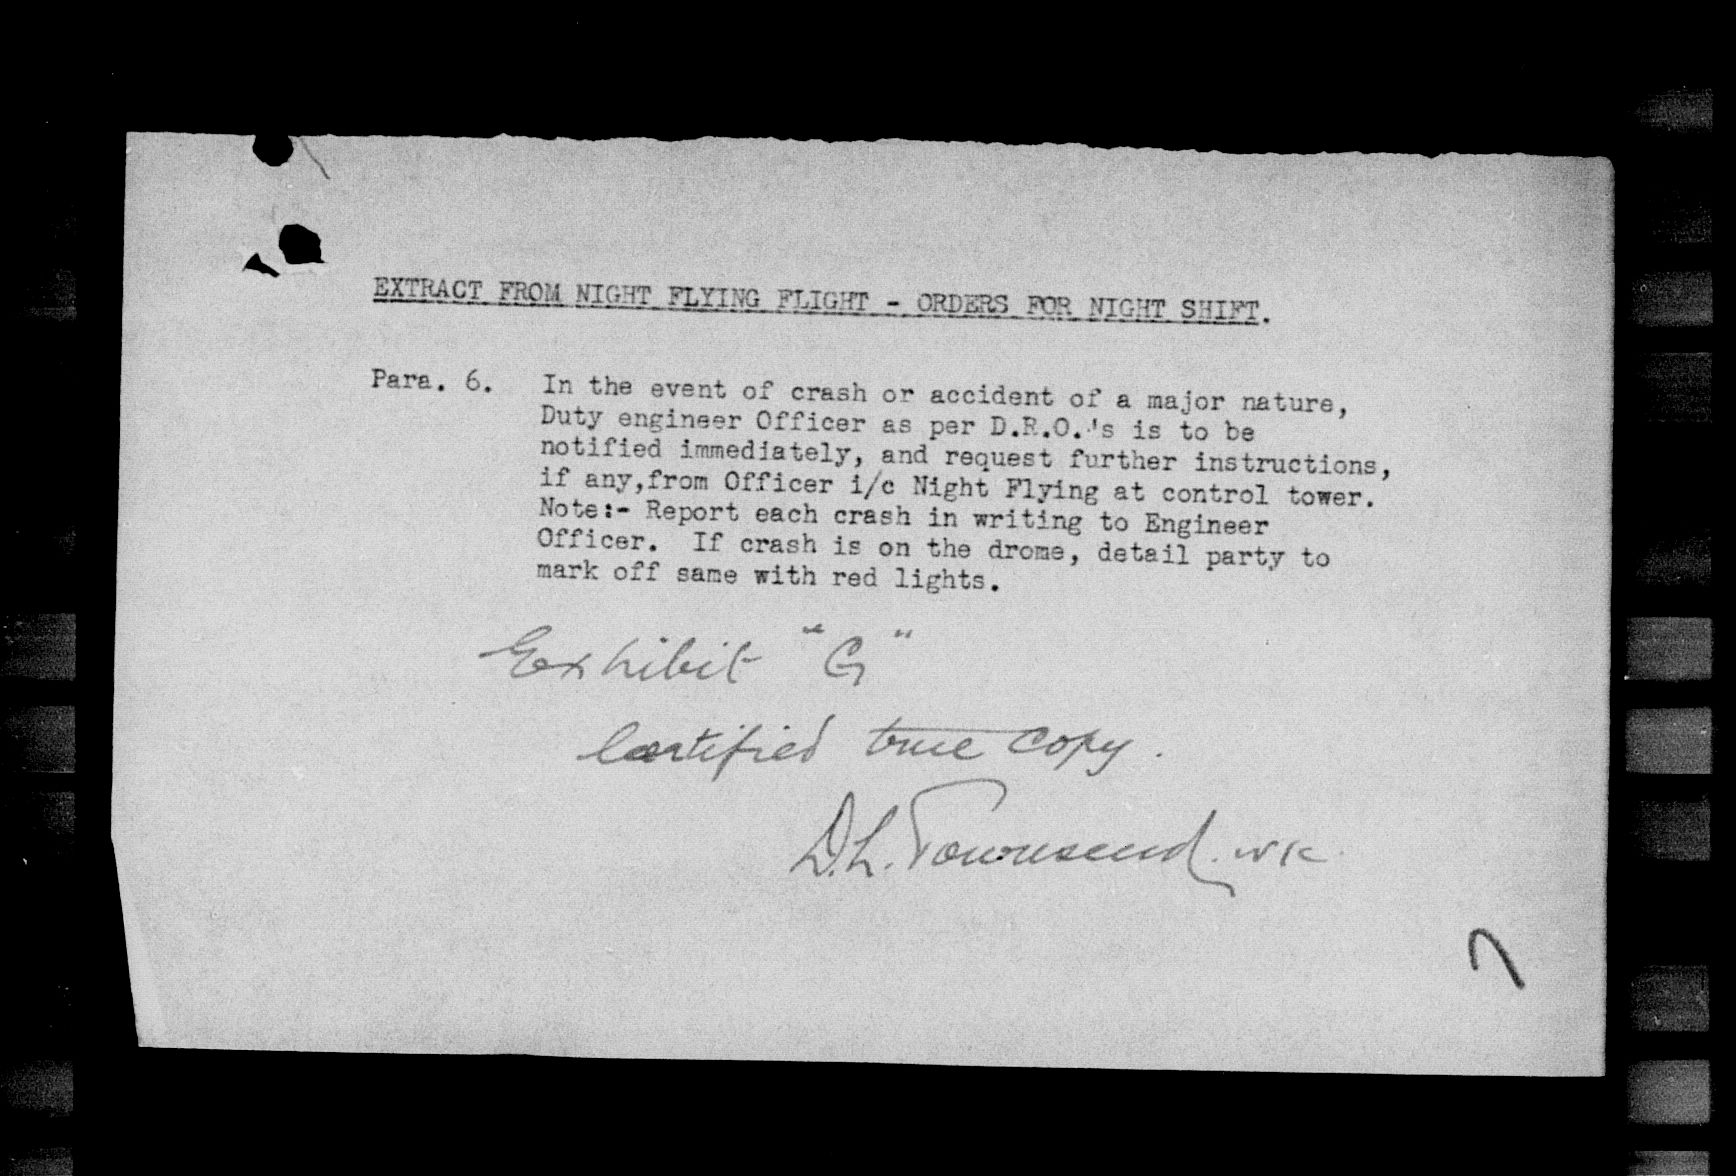 EXTRACT FROM NIGHT FLYING FLIGHT - ORDERS FOR NIGHT SHIFT.
Para. 6. In the event of crash or accident of a major nature,
Duty engineer Officer as per D.R.O.'s is to be
notified immediately, and request further instructions,
if any,from Officer i/c Night Flying at control tower.
Note:- Report each crash in writing to Engineer
Officer. If crash is on the drome, detail party to
mark off same with red lights.
Exhibit "G"
Certified true copy.
D.L. Townsend.
7